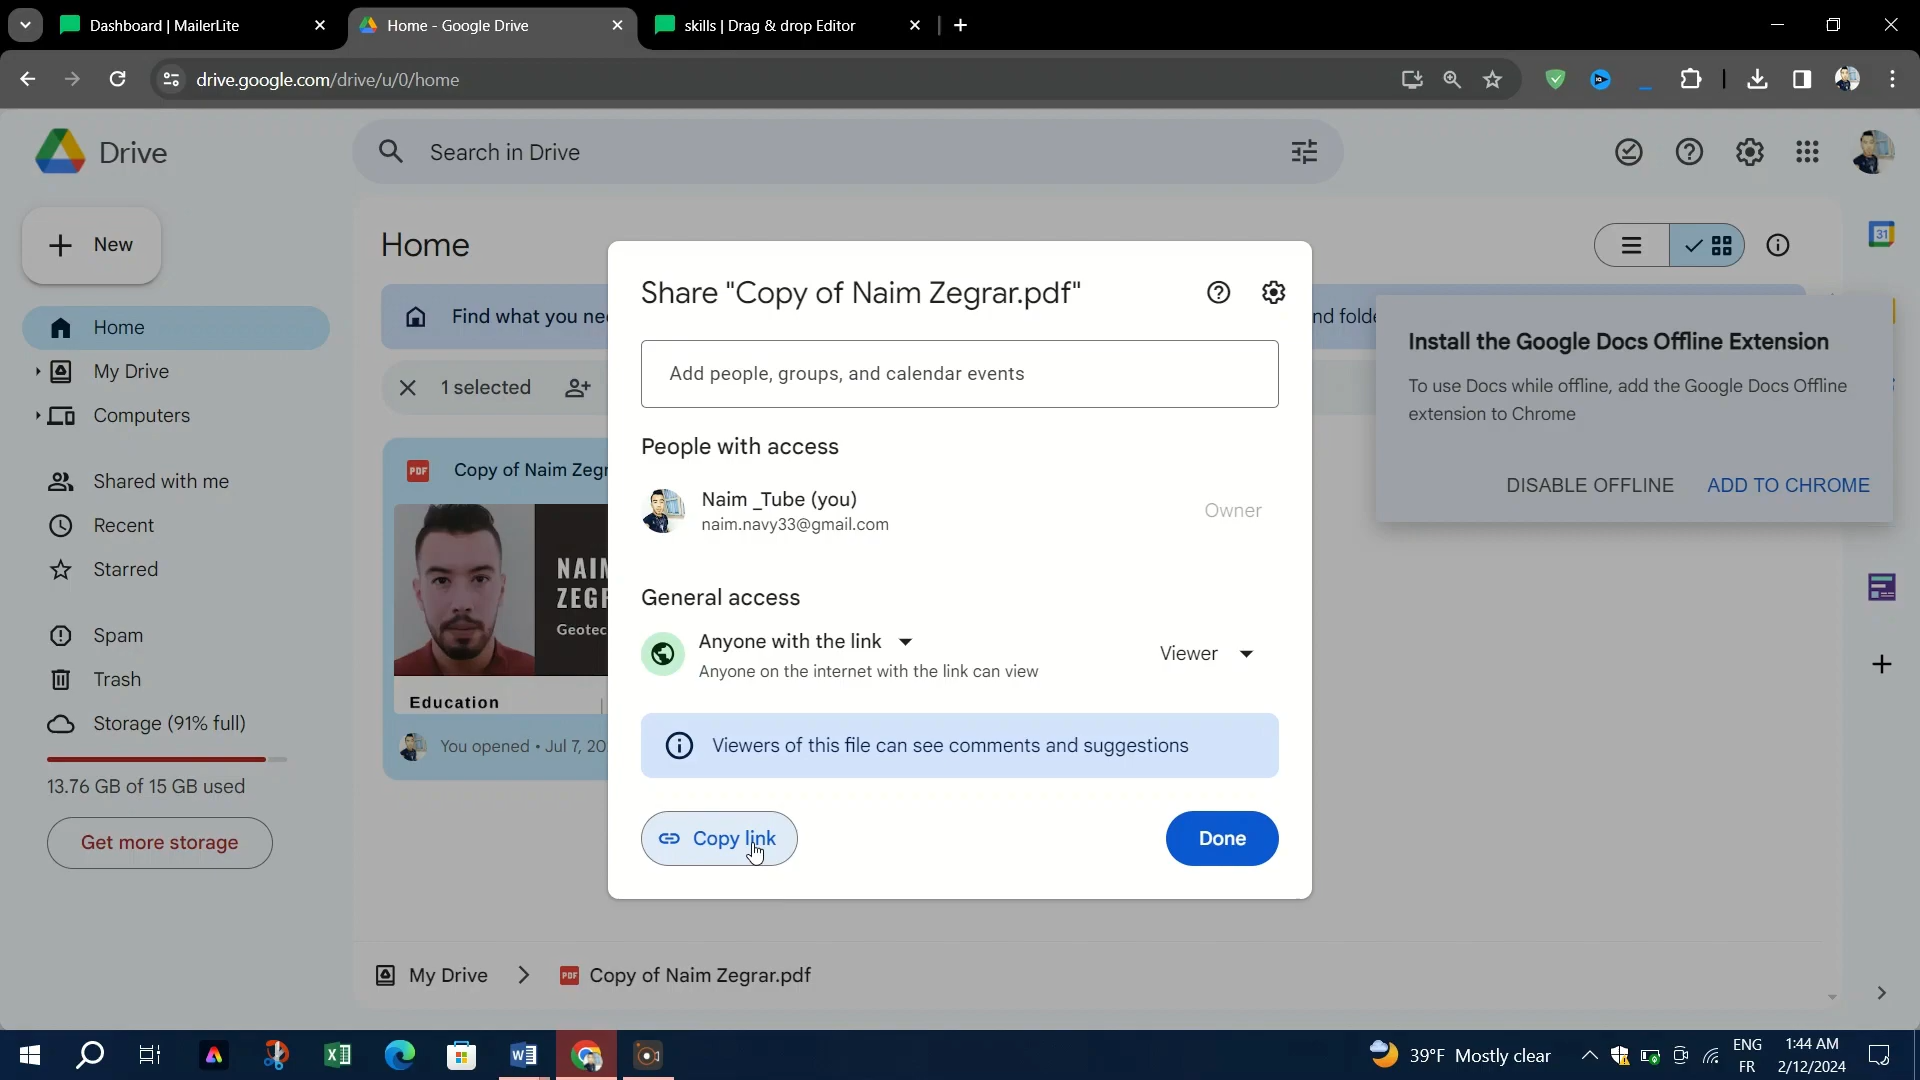 Dashboard | MailerLite
Home - Google Drive
skills | Drag & drop Editor
drive.google.com/drive/u/0/home
Drive
Search in Drive
New
Home
My Drive
Computers
Shared with me
Recent
Starred
Spam
Trash
Storage (91% full)
13.76 GB of 15 GB used
Get more storage
Home
Find what you
nd
1 selected
PDF
Copy of Naim
NAIM
Education
You opened • Jul 7,
Share "Copy of Naim Zegrar.pdf"
Add people, groups, and calendar events
People with access
Naim _Tube (you)
naim.navy33@gmail.com
Owner
General access
Anyone with the link
Anyone on the internet with the link can view
Viewer
Viewers of this file can see comments and suggestions
Copy link
Done
Install the Google Docs Offline Extension
To use Docs while offline, add the Google Docs Offline
extension to Chrome
DISABLE OFFLINE
ADD TO CHROME
31
My Drive
PDF
Copy of Naim Zegrar.pdf
39°F Mostly clear
ENG
FR
1:44 AM
2/12/2024